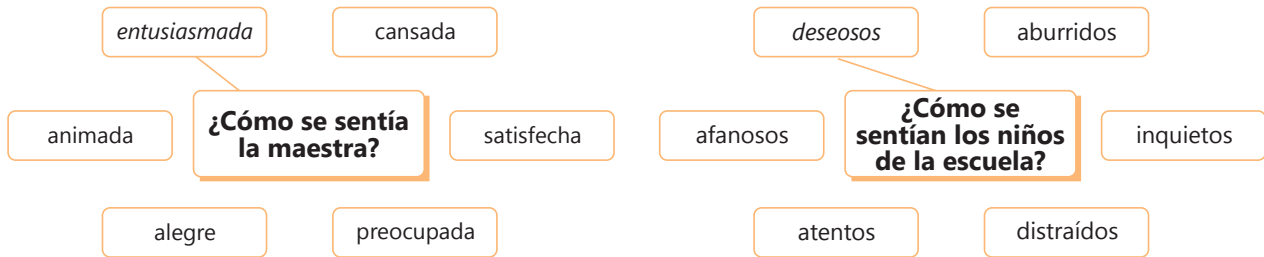 entusiasmada
cansada
animada
¿Cómo se sentía
la maestra?
satisfecha
alegre
preocupada
deseosos
aburridos
afanosos
¿Cómo se
sentían los niños
de la escuela?
inquietos
atentos
distraídos